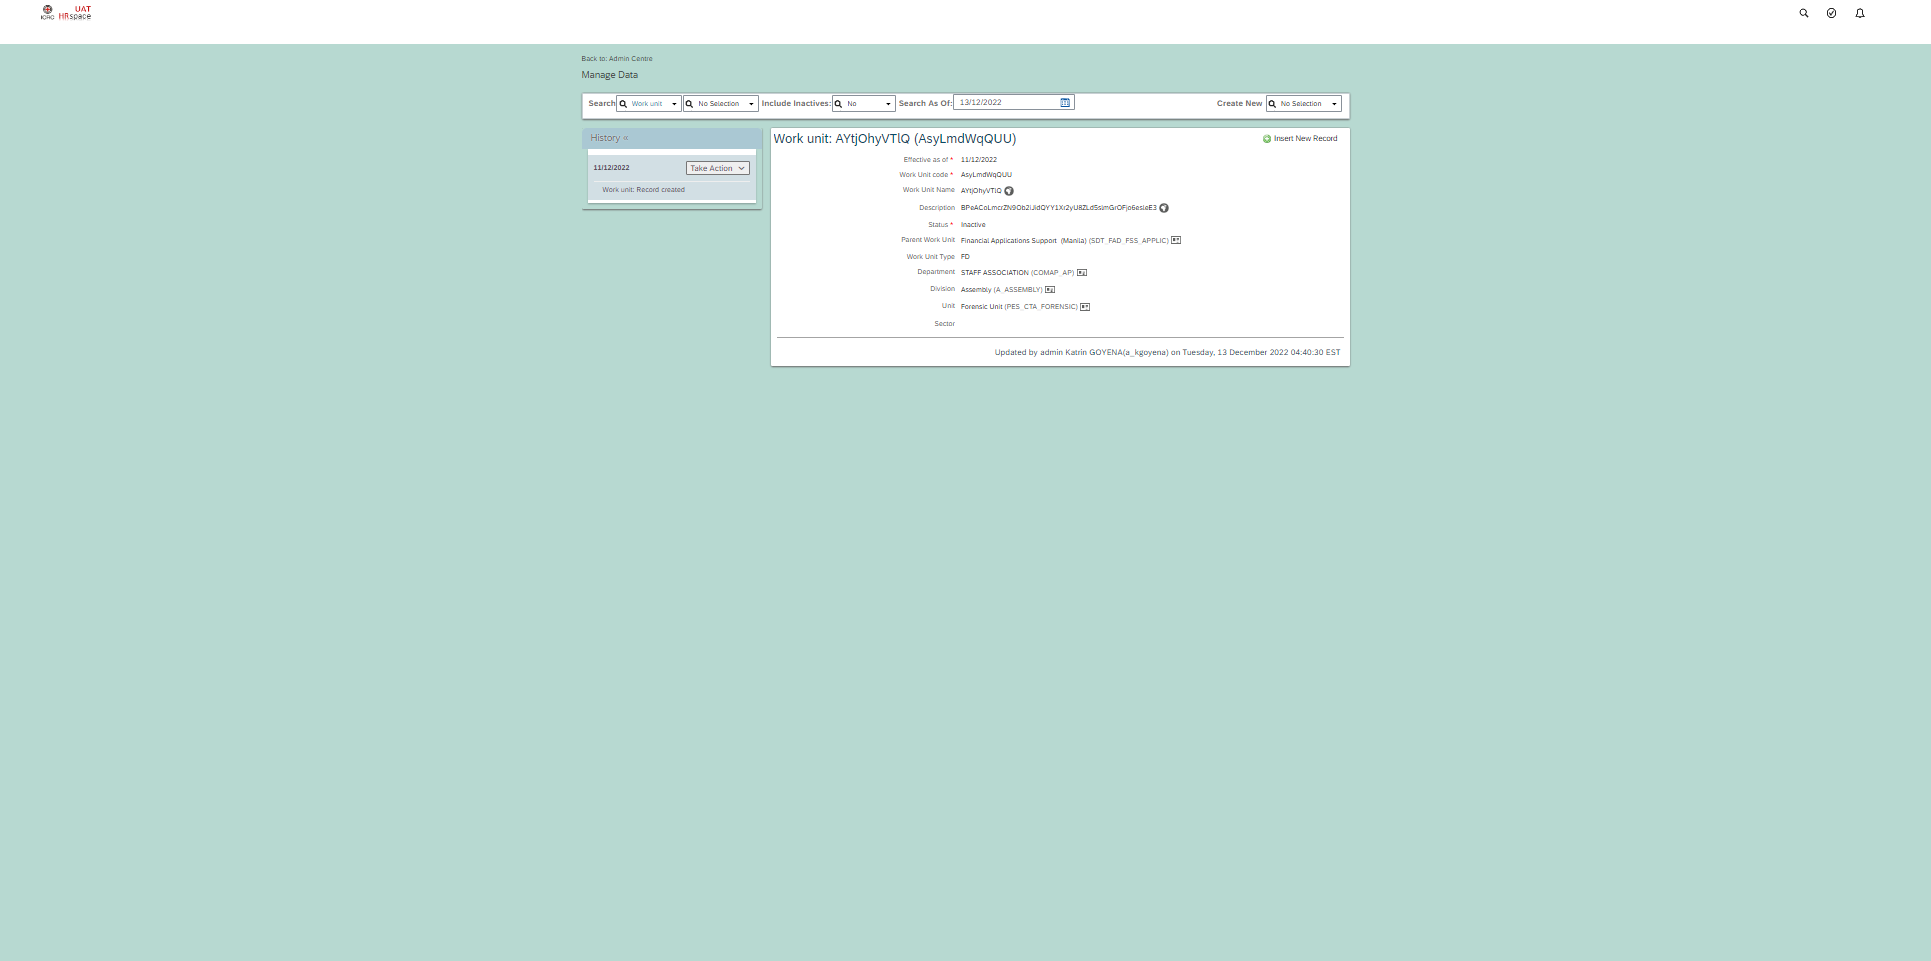 UAT
ICRC HRspace
Back to: Admin Centre
Manage Data
Search Work unit No Selection Include Inactives: No Search As Of: 13/12/2022 Create New No Selection
History «
11/12/2022 Take Action
Work unit: Record created
Work unit: AYtjOhyVTlQ (AsyLmdWqQUU) Insert New Record
Effective as of * 11/12/2022
Work Unit code * AsyLmdWqQUU
Work Unit Name AYtjOhyVTlQ
Description
Status * Inactive
Parent Work Unit Financial Applications Support (Manila) (SDT_FAD_FSS_APPLIC)
Work Unit Type FD
Department STAFF ASSOCIATION (COMAP_AP)
Division Assembly (A_ASSEMBLY)
Unit Forensic Unit (PES_CTA_FORENSIC)
Sector
Updated by admin Katrin GOYENA(a_kgoyena) on Tuesday, 13 December 2022 04:40:30 EST